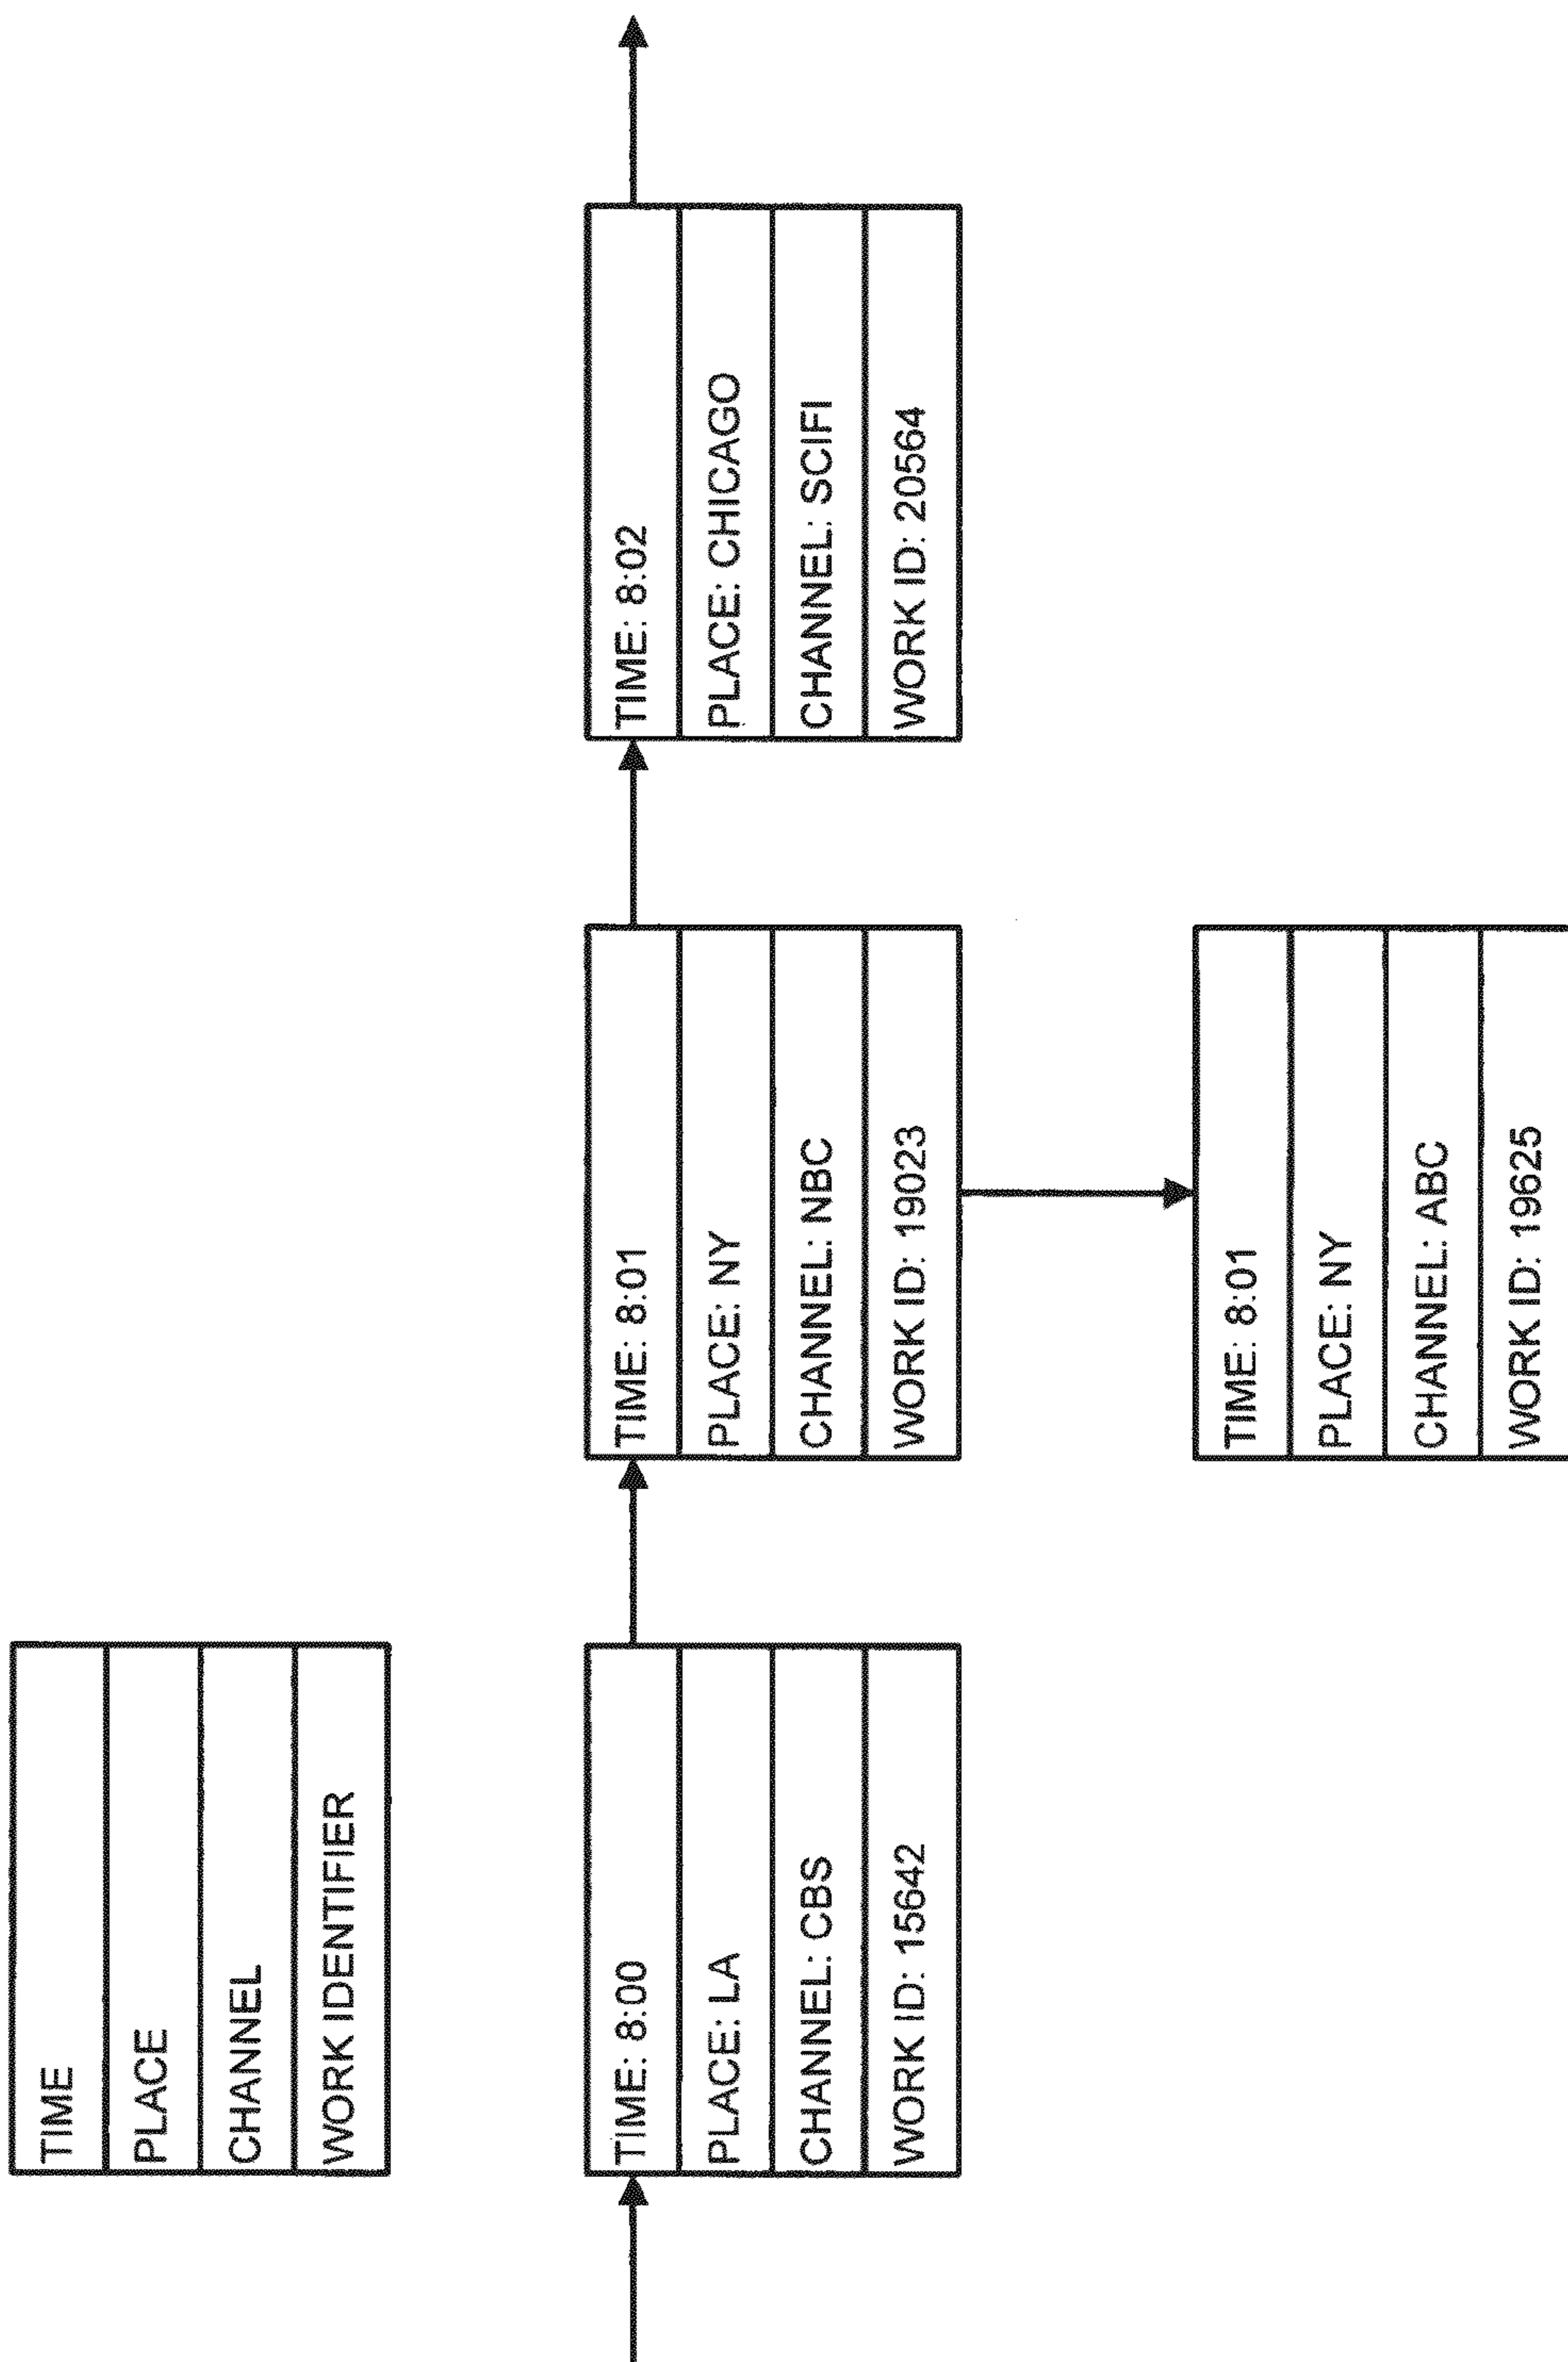 TIME
PLACE
CHANNEL
WORK IDENTIFIER
TIME: 8:00
PLACE: LA
CHANNEL: CBS
WORK ID: 15642
TIME: 8:01
PLACE: NY
CHANNEL: NBC
WORK ID: 19023
TIME: 8:02
PLACE: CHICAGO
CHANNEL: SCIFI
WORK ID: 20564
TIME: 8:01
PLACE: NY
CHANNEL: ABC
WORK ID: 19625